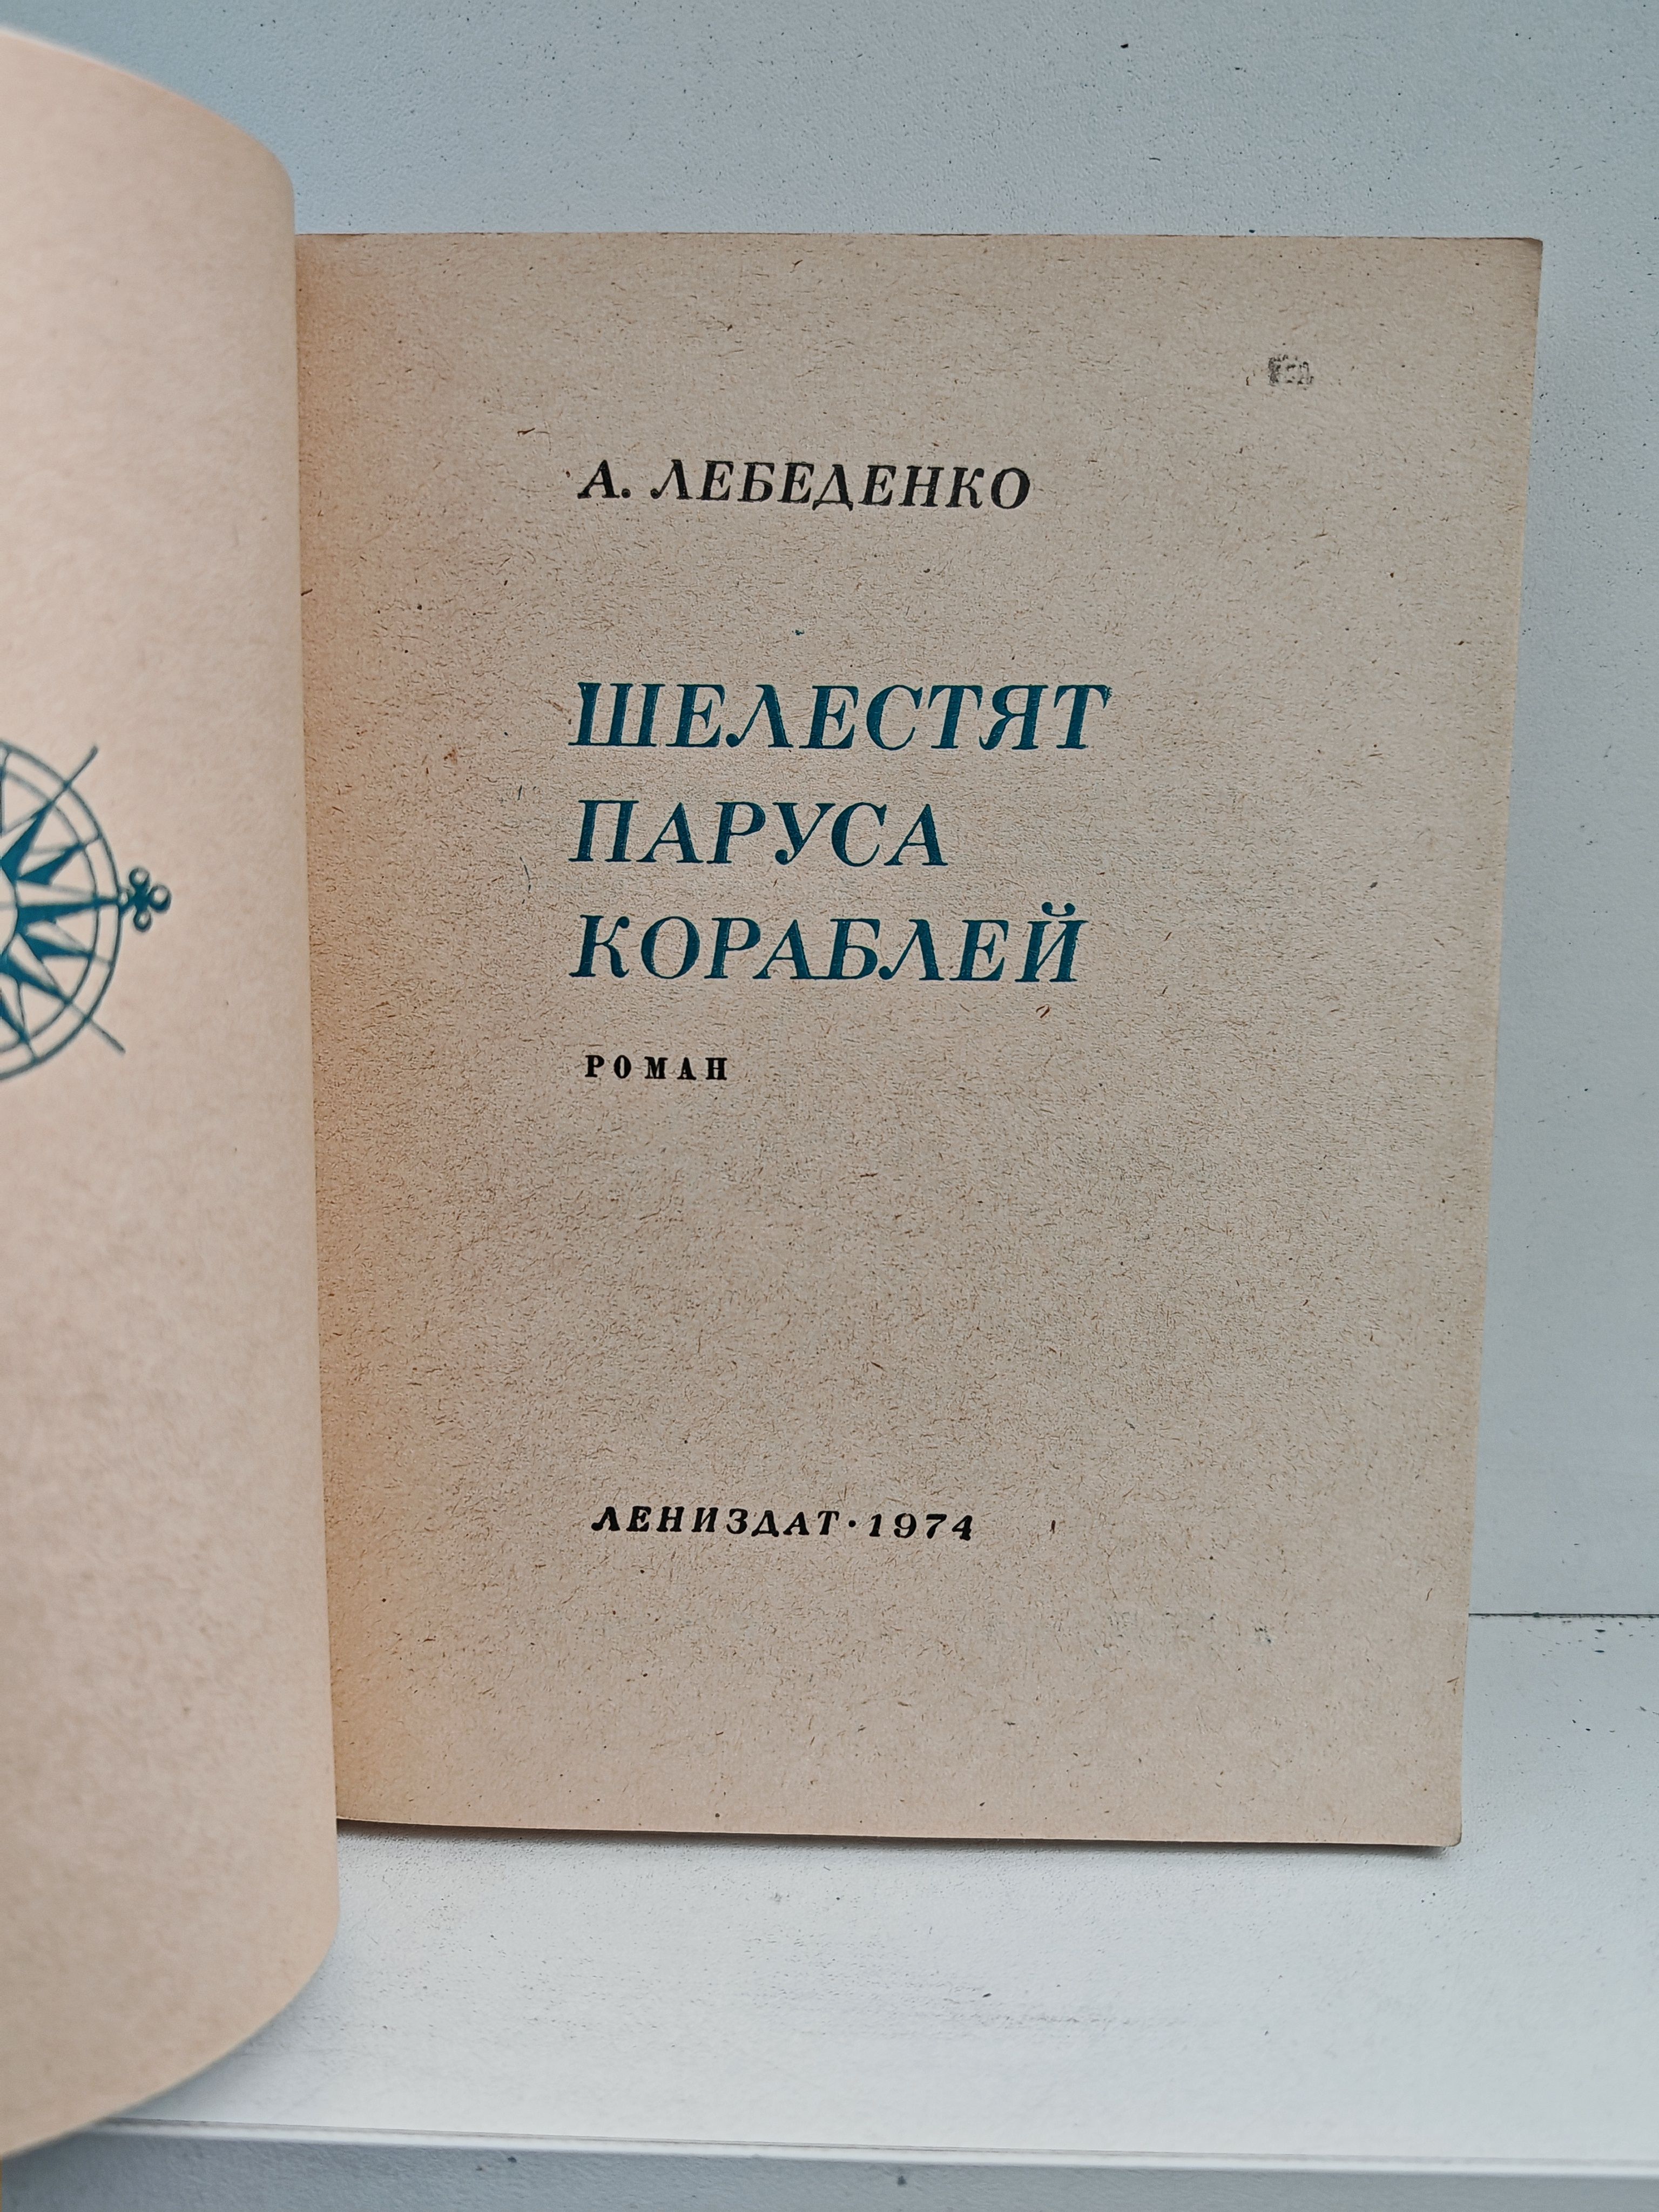 А. ЛЕБЕДЕНКО
ШЕЛЕСТЯТ
ПАРУСА
КОРАБЛЕЙ
РОМАН
ЛЕНИЗДАТ · 1974